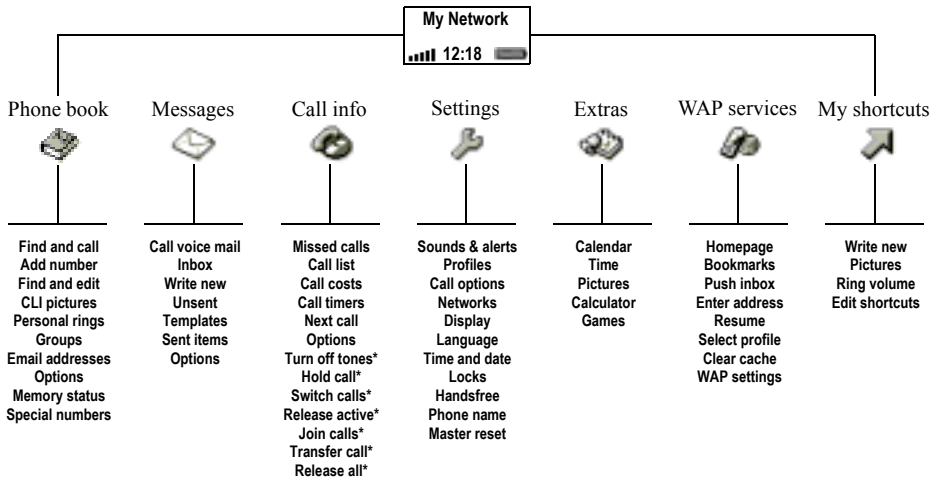 My Network
12:18
Phone book
Messages
Call info
Settings
Extras
WAP services
My shortcuts
Find and call
Add number
Find and edit
CLI pictures
Personal rings
Groups
Email addresses
Options
Memory status
Special numbers
Call voice mail
Inbox
Write new
Unsent
Templates
Sent items
Options
Missed calls
Call list
Call costs
Call timers
Next call
Options
Turn off tones*
Hold call*
Switch calls*
Release active*
Join calls*
Transfer call*
Release all*
Sounds & alerts
Profiles
Call options
Networks
Display
Language
Time and date
Locks
Handsfree
Phone name
Master reset
Calendar
Time
Pictures
Calculator
Games
Homepage
Bookmarks
Push inbox
Enter address
Resume
Select profile
Clear cache
WAP settings
Write new
Pictures
Ring volume
Edit shortcuts